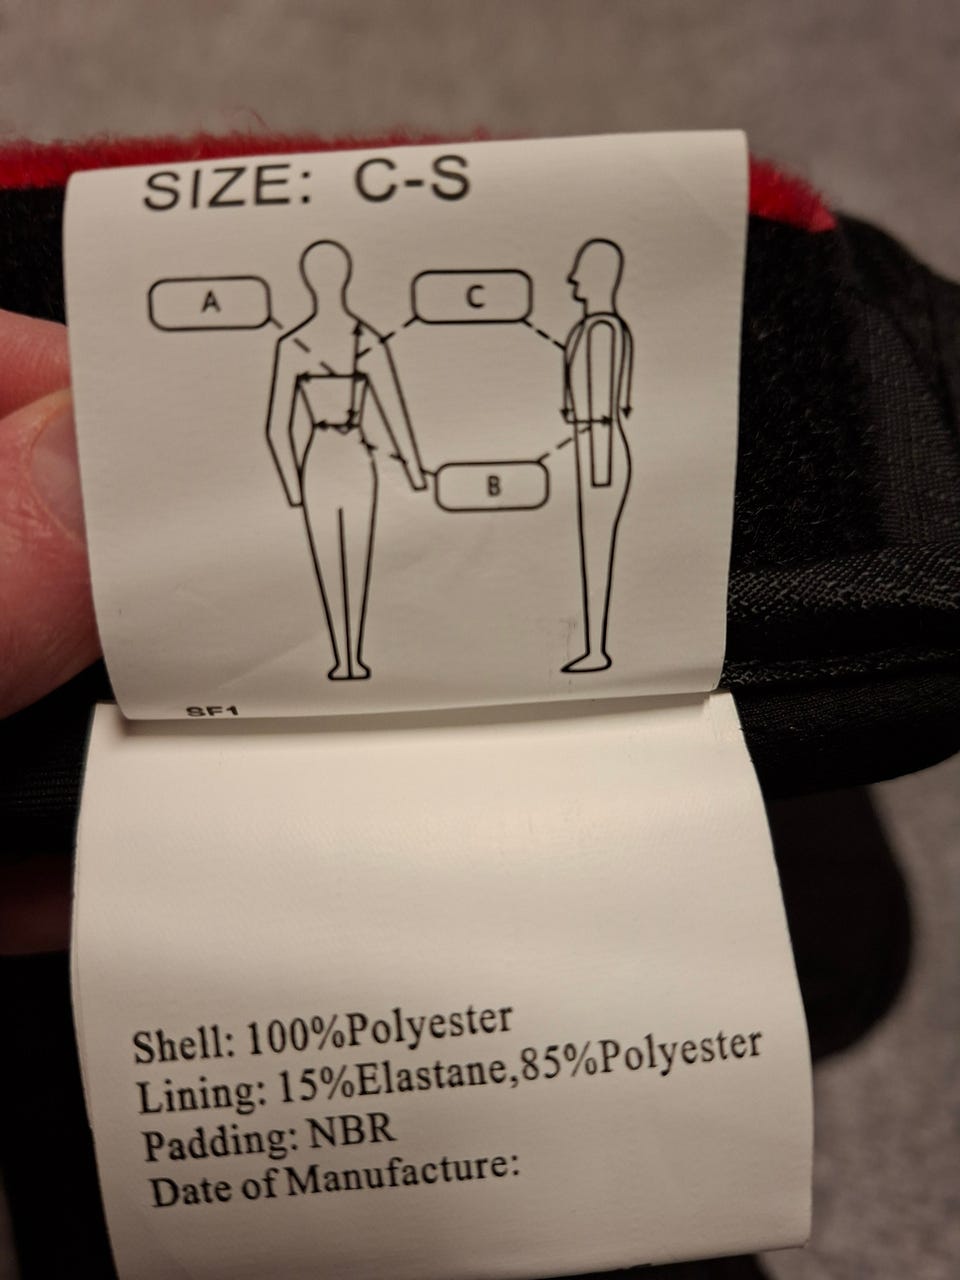 SIZE: C-S
A
C
B
SF1
Shell: 100%Polyester
Lining: 15%Elastane,85%Polyester
Padding: NBR
Date of Manufacture: